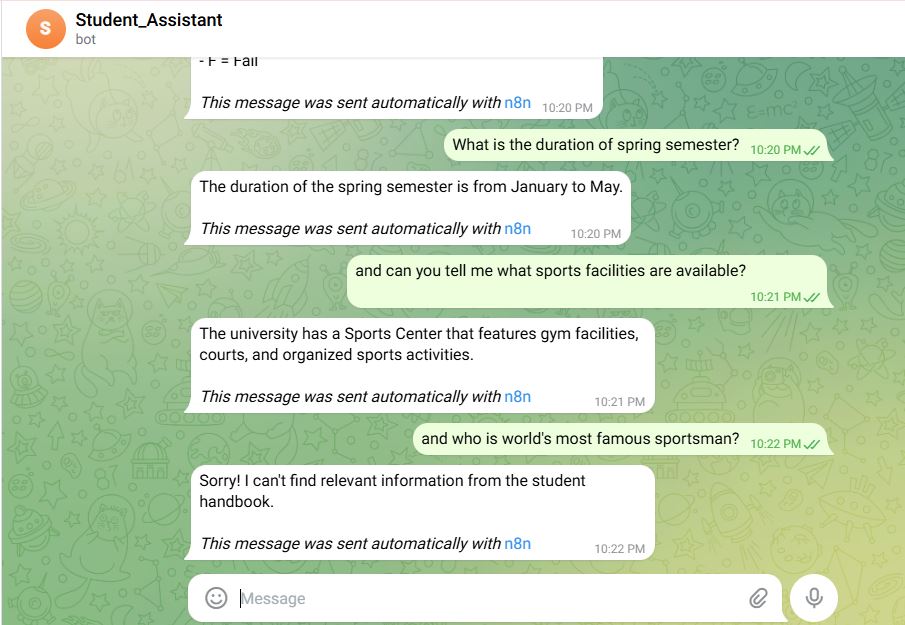 S
Student_Assistant
bot
- F = Fail
This message was sent automatically with n8n 10:20 PM
What is the duration of spring semester? 10:20 PM
The duration of the spring semester is from January to May.
This message was sent automatically with n8n 10:20 PM
and can you tell me what sports facilities are available?
10:21 PM
The university has a Sports Center that features gym facilities,
courts, and organized sports activities.
This message was sent automatically with n8n 10:21 PM
and who is world's most famous sportsman? 10:22 PM
Sorry! I can't find relevant information from the student
handbook.
This message was sent automatically with n8n 10:22 PM
Message